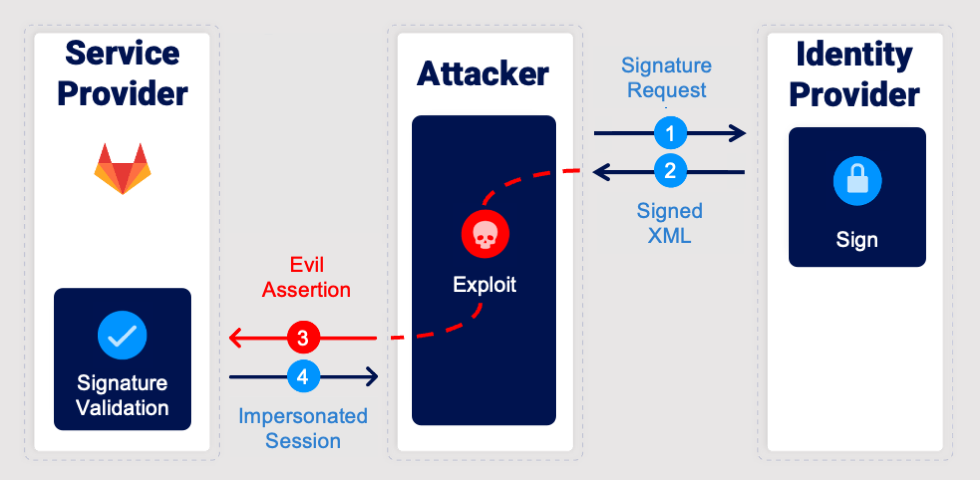 Service
Provider
Attacker
Identity
Provider
Signature
Request
1
2
Signed
XML
Sign
Exploit
Evil
Assertion
3
4
Impersonated
Session
Signature
Validation